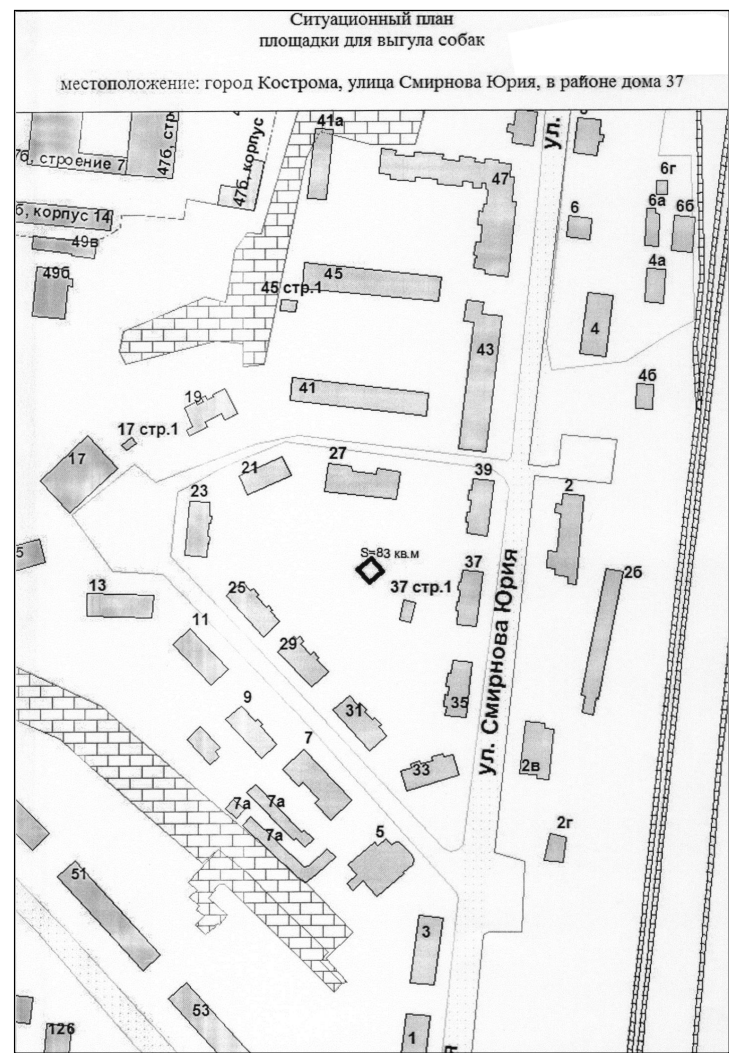 Ситуационный план
площадки для выгула собак
местоположение: город Кострома, улица Смирнова Юрия, в районе дома 37
41а
47б, корпус
47б, стр
7б, строение 7
47
ул.
6г
6
6а
6б
б, корпус 14
49в
49б
45
45 стр.1
4а
4
43
4б
41
19
17 стр.1
17
21
27
39
2
23
S=83 кв.м
37
37 стр.1
2б
5
13
25
11
29
ул. Смирнова Юрия
9
31
35
7
33
2в
7а
7а
7а
5
2г
51
3
53
126
1
я